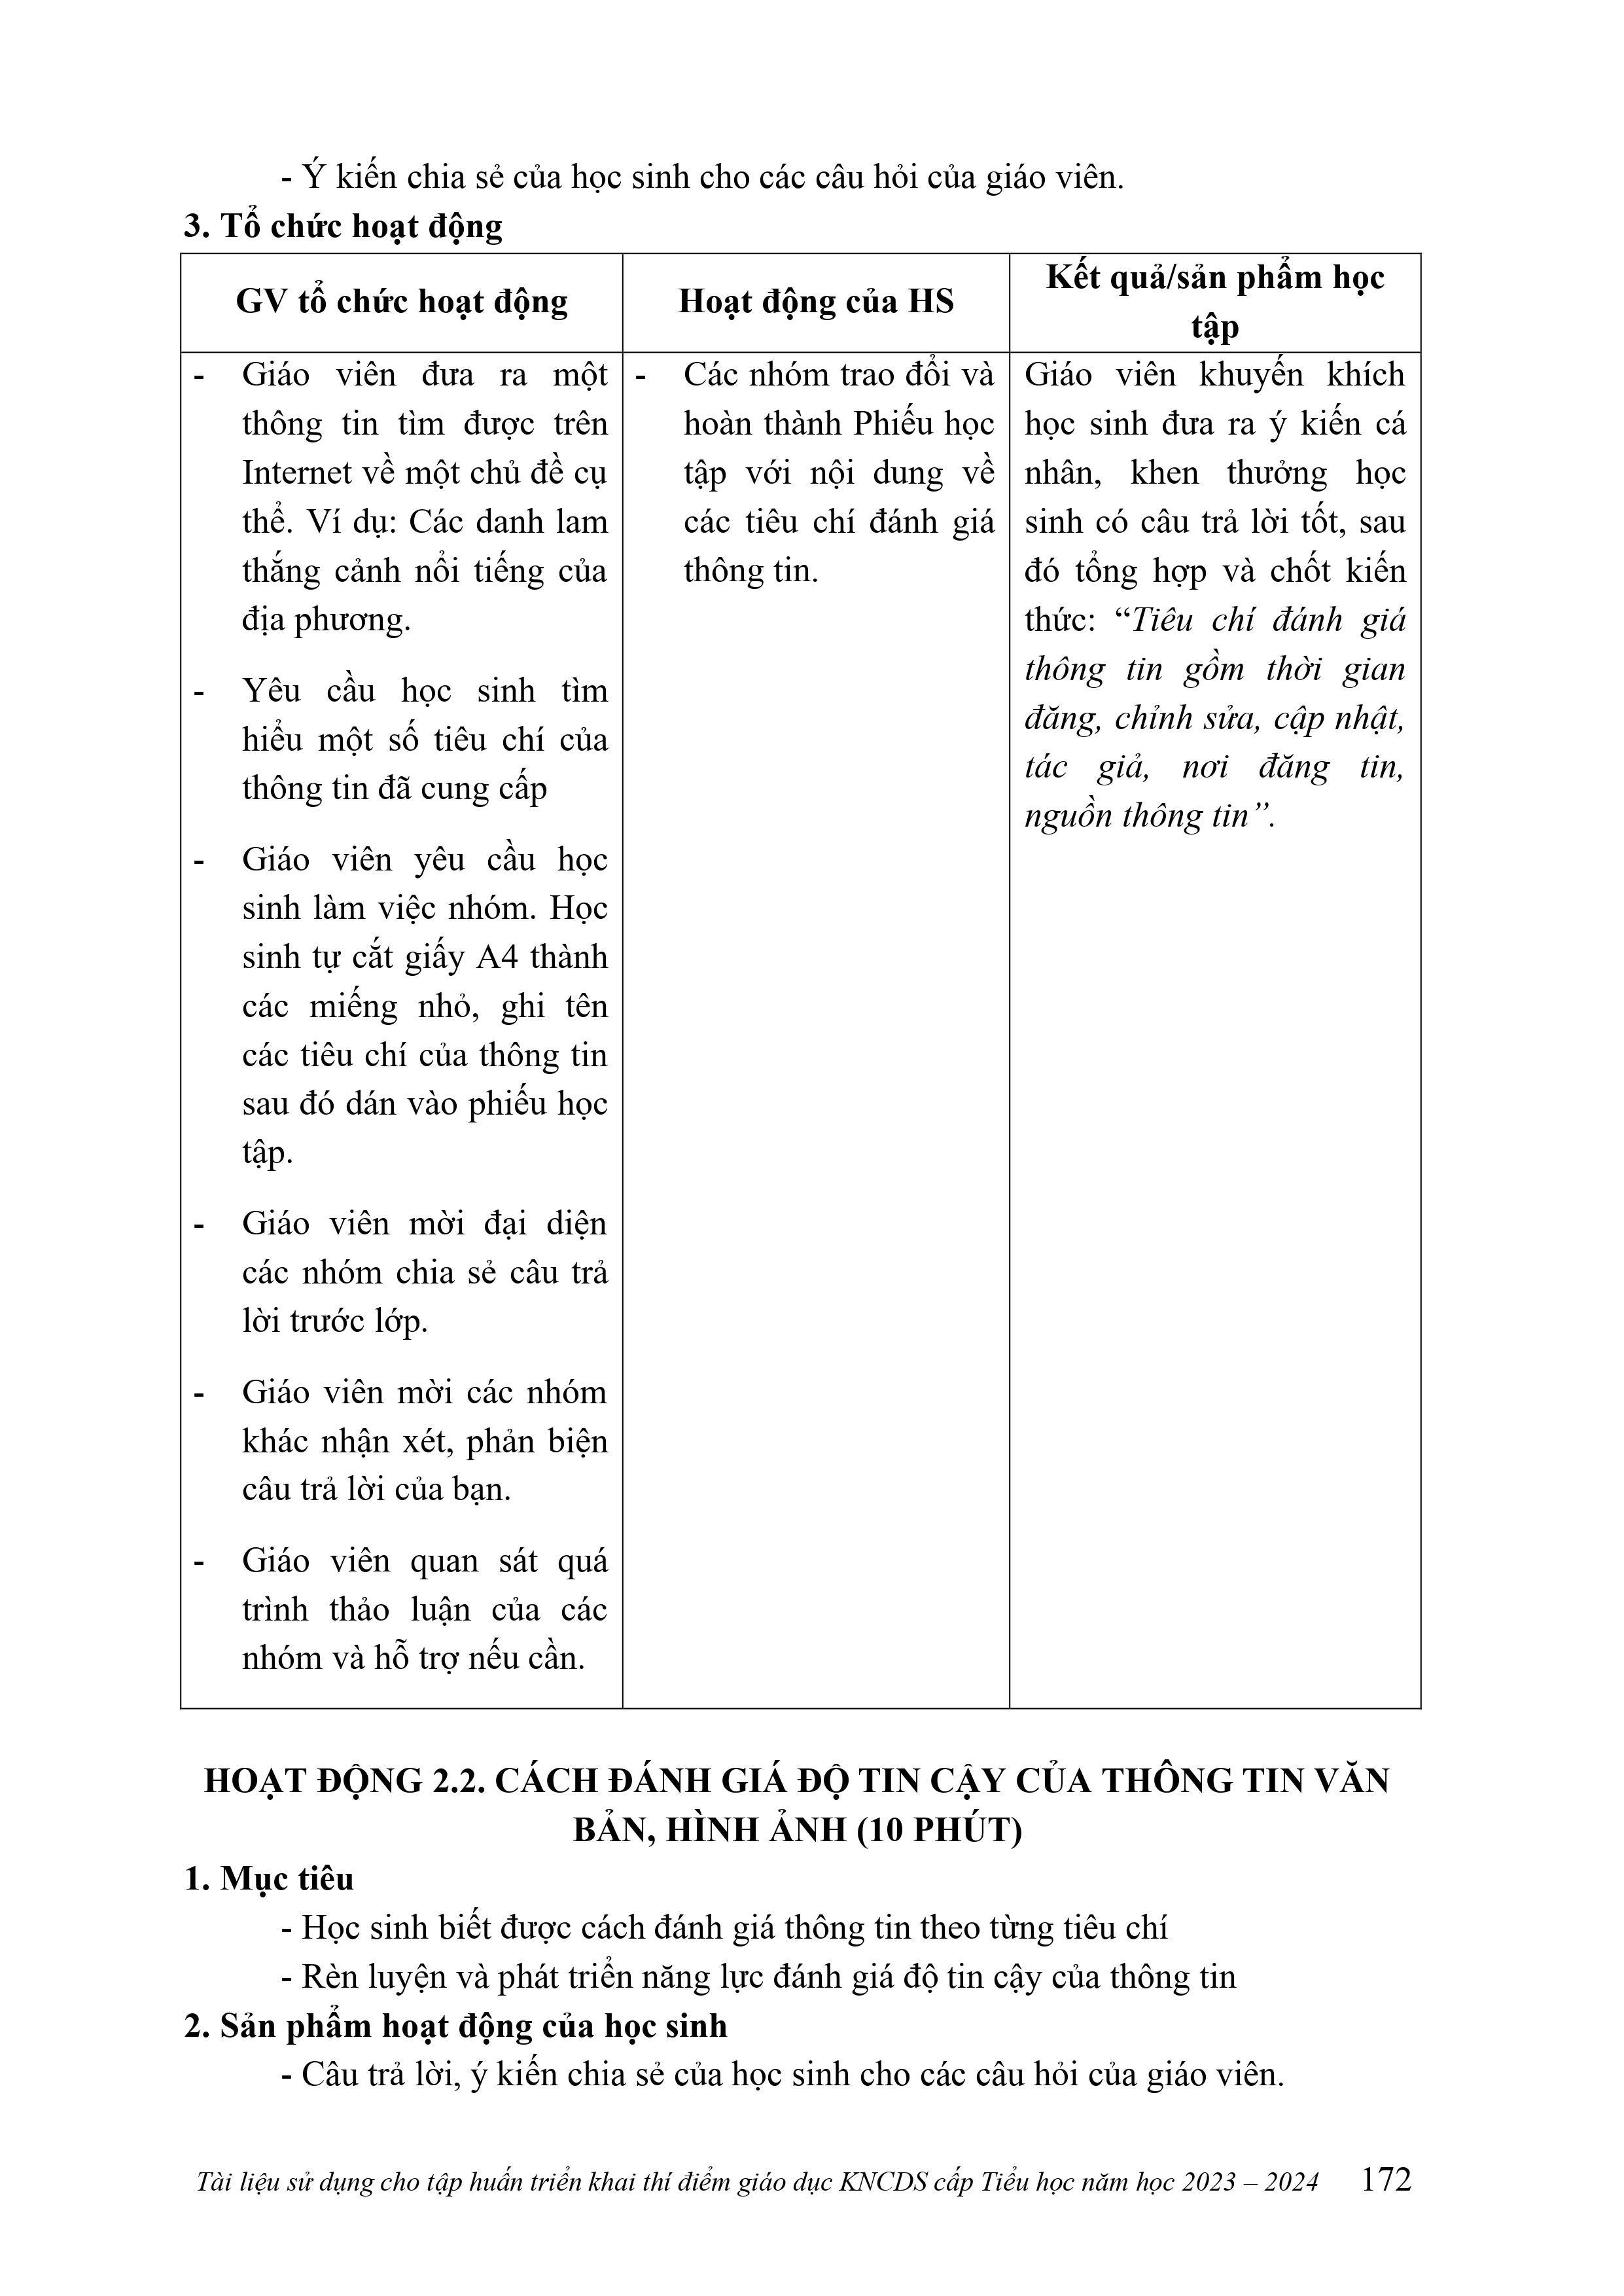 - Ý kiến chia sẻ của học sinh cho các câu hỏi của giáo viên.
3. Tổ chức hoạt động
GV tổ chức hoạt động
Hoạt động của HS
Kết quả/sản phẩm học
tập
- Giáo viên đưa ra một
thông tin tìm được trên
Internet về một chủ đề cụ
thể. Ví dụ: Các danh lam
thắng cảnh nổi tiếng của
địa phương.
- Yêu cầu học sinh tìm
hiểu một số tiêu chí của
thông tin đã cung cấp
- Giáo viên yêu cầu học
sinh làm việc nhóm. Học
sinh tự cắt giấy A4 thành
các miếng nhỏ, ghi tên
các tiêu chí của thông tin
sau đó dán vào phiếu học
tập.
- Giáo viên mời đại diện
các nhóm chia sẻ câu trả
lời trước lớp.
- Giáo viên mời các nhóm
khác nhận xét, phản biện
câu trả lời của bạn.
- Giáo viên quan sát quá
trình thảo luận của các
nhóm và hỗ trợ nếu cần.
- Các nhóm trao đổi và
hoàn thành Phiếu học
tập với nội dung về
các tiêu chí đánh giá
thông tin.
Giáo viên khuyến khích
học sinh đưa ra ý kiến cá
nhân, khen thưởng học
sinh có câu trả lời tốt, sau
đó tổng hợp và chốt kiến
thức: “Tiêu chí đánh giá
thông tin gồm thời gian
đăng, chỉnh sửa, cập nhật,
tác giả, nơi đăng tin,
nguồn thông tin”.
HOẠT ĐỘNG 2.2. CÁCH ĐÁNH GIÁ ĐỘ TIN CẬY CỦA THÔNG TIN VĂN
BẢN, HÌNH ẢNH (10 PHÚT)
1. Mục tiêu
- Học sinh biết được cách đánh giá thông tin theo từng tiêu chí
- Rèn luyện và phát triển năng lực đánh giá độ tin cậy của thông tin
2. Sản phẩm hoạt động của học sinh
- Câu trả lời, ý kiến chia sẻ của học sinh cho các câu hỏi của giáo viên.
Tài liệu sử dụng cho tập huấn triển khai thí điểm giáo dục KNCDS cấp Tiểu học năm học 2023 – 2024 172